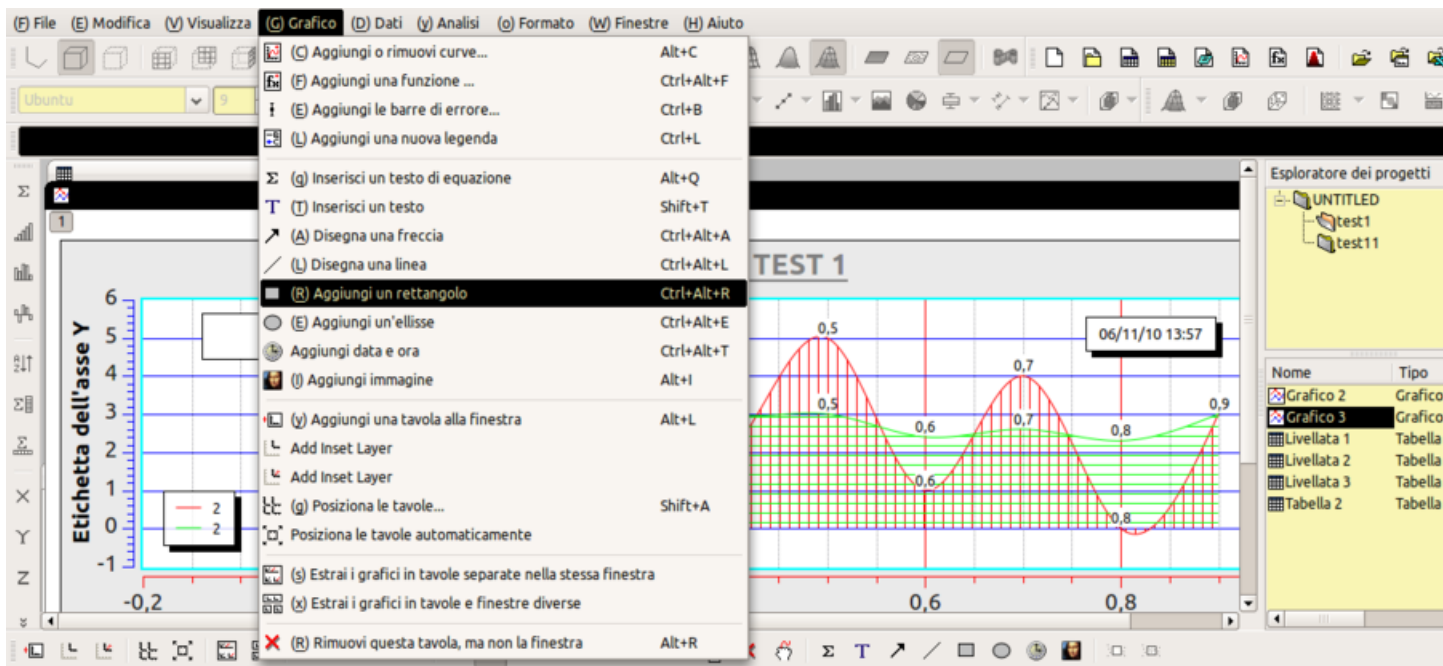 (F) File (E) Modifica (V) Visualizza (G) Grafico (D) Dati (y) Analisi (o) Formato (W) Finestre (H) Aiuto
(C) Aggiungi o rimuovi curve... Alt+C
(F) Aggiungi una funzione ... Ctrl+Alt+F
(E) Aggiungi le barre di errore... Ctrl+B
(L) Aggiungi una nuova legenda Ctrl+L
(q) Inserisci un testo di equazione Alt+Q
(T) Inserisci un testo Shift+T
(A) Disegna una freccia Ctrl+Alt+A
(L) Disegna una linea Ctrl+Alt+L
(R) Aggiungi un rettangolo Ctrl+Alt+R
(E) Aggiungi un'ellisse Ctrl+Alt+E
Aggiungi data e ora Ctrl+Alt+T
(I) Aggiungi immagine Alt+I
(y) Aggiungi una tavola alla finestra Alt+L
Add Inset Layer
Add Inset Layer
(g) Posiziona le tavole... Shift+A
Posiziona le tavole automaticamente
(s) Estrai i grafici in tavole separate nella stessa finestra
(x) Estrai i grafici in tavole e finestre diverse
(R) Rimuovi questa tavola, ma non la finestra Alt+R
Ubuntu 9
1
TEST 1
06/11/10 13:57
Etichetta dell'asse Y
6
5
4
3
2
1
0
-1
2
2
0,5
0,5
0,6
0,6
0,7
0,7
0,8
0,8
0,9
-0,2 0,6 0,8
X
Y
Z
Esploratore dei progetti
UNTITLED
test1
test11
Nome Tipo
Grafico 2 Grafico
Grafico 3 Grafico
Livellata 1 Tabella
Livellata 2 Tabella
Livellata 3 Tabella
Tabella 2 Tabella